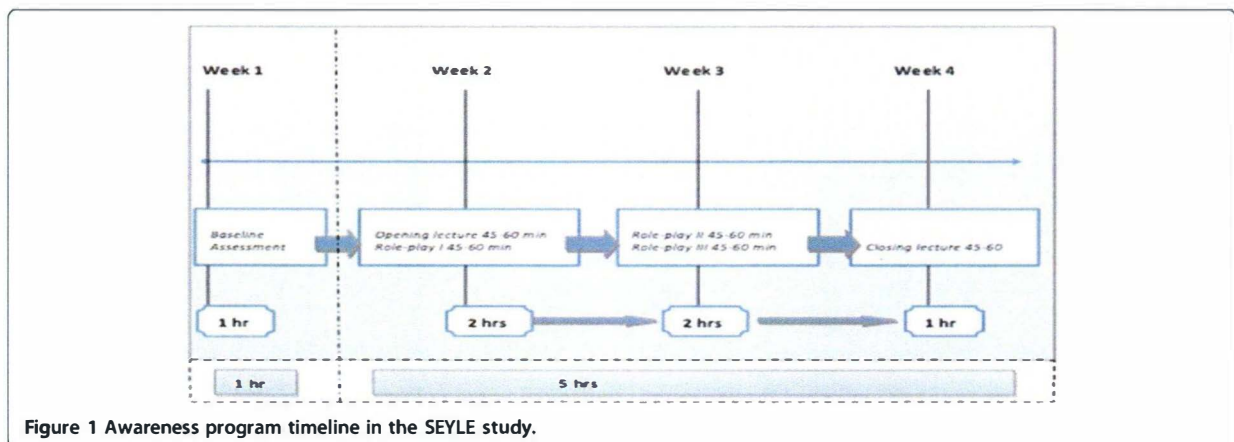 Week 1
Week 2
Week 3
Week 4
Baseline
Assessment
Opening lecture 45-60 min
Role-play I 45-60 min
Role-play II 45-60 min
Role-play III 45-60 min
Closing lecture 45-60
1 hr
2 hrs
2 hrs
1 hr
1 hr
5 hrs
Figure 1 Awareness program timeline in the SEYLE study.